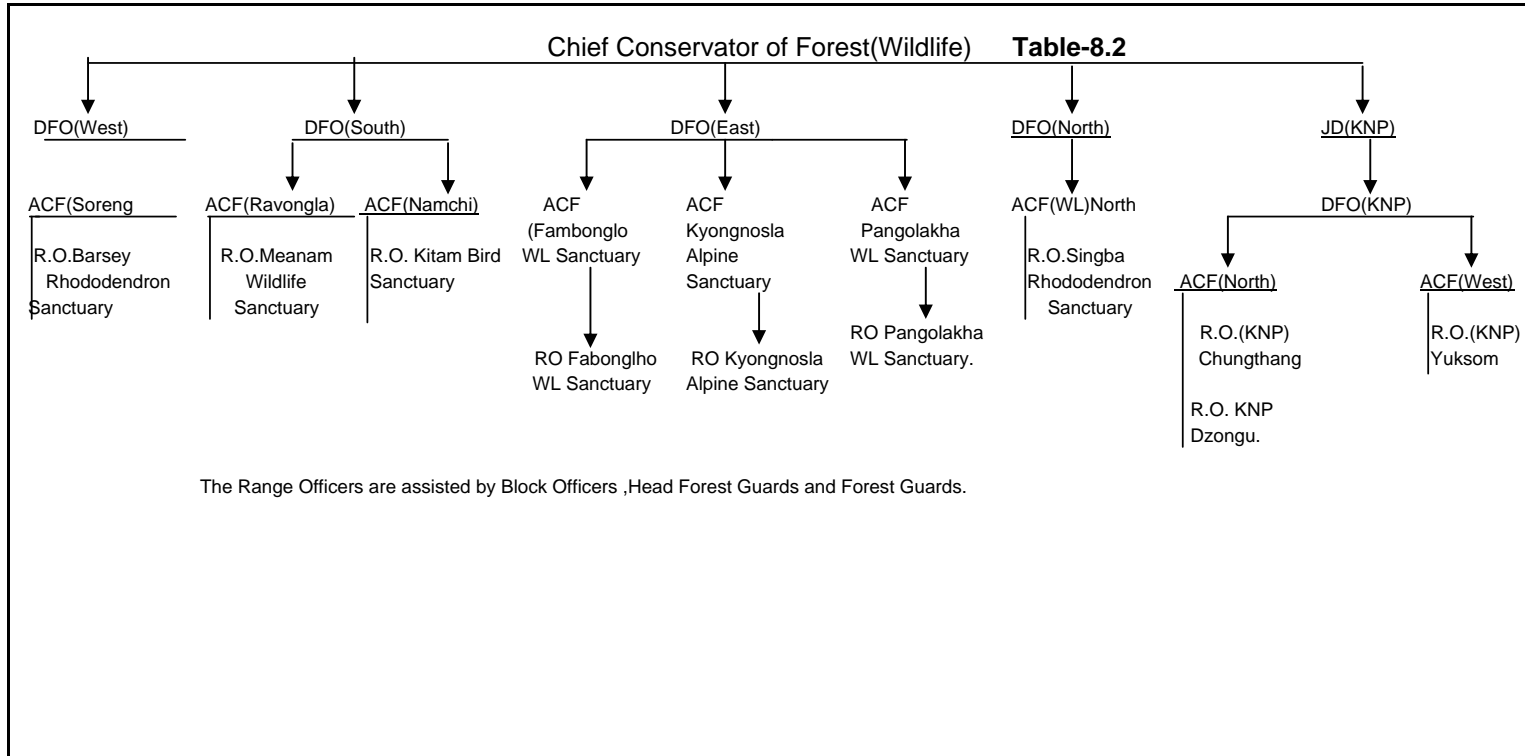 Chief Conservator of Forest(Wildlife) Table-8.2
DFO(West)
DFO(South)
DFO(East)
DFO(North)
JD(KNP)
ACF(Soreng
R.O.Barsey
Rhododendron
Sanctuary
ACF(Ravongla)
R.O.Meanam
Wildlife
Sanctuary
ACF(Namchi)
R.O. Kitam Bird
Sanctuary
ACF
(Fambonglo
WL Sanctuary
RO Fabonglho
WL Sanctuary
ACF
Kyongnosla
Alpine
Sanctuary
RO Kyongnosla
Alpine Sanctuary
ACF
Pangolakha
WL Sanctuary
RO Pangolakha
WL Sanctuary.
ACF(WL)North
R.O.Singba
Rhododendron
Sanctuary
DFO(KNP)
ACF(North)
R.O.(KNP)
Chungthang
R.O. KNP
Dzongu.
ACF(West)
R.O.(KNP)
Yuksom
The Range Officers are assisted by Block Officers ,Head Forest Guards and Forest Guards.